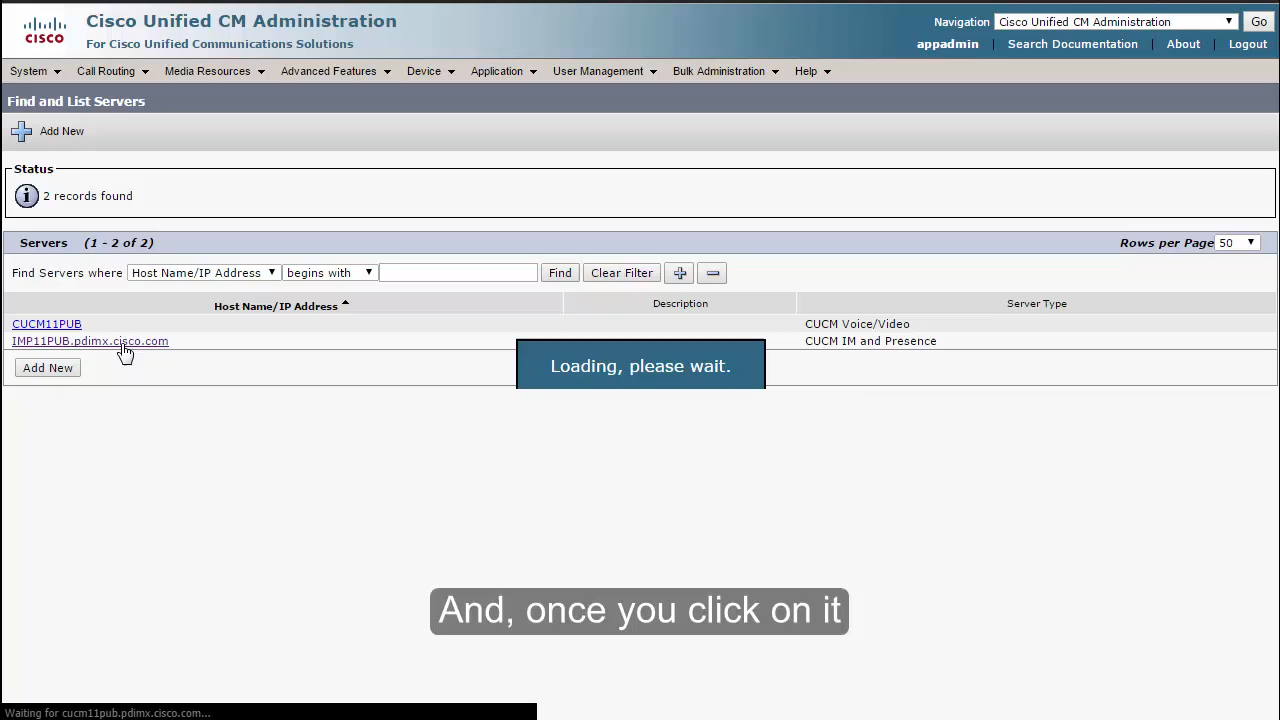 Cisco Unified CM Administration
Navigation Cisco Unified CM Administration Go
CISCO
For Cisco Unified Communications Solutions
appadmin Search Documentation About Logout
System Call Routing Media Resources Advanced Features Device Application User Management Bulk Administration Help
Find and List Servers
Add New
Status
2 records found
Servers (1 - 2 of 2) Rows per Page 50
Find Servers where Host Name/IP Address begins with Find Clear Filter
Host Name/IP Address Description Server Type
CUCM11PUB CUCM Voice/Video
IMP11PUB.pdimx.cisco.com CUCM IM and Presence
Add New
Loading, please wait.
And, once you click on it
Waiting for cucm11pub.pdimx.cisco.com...